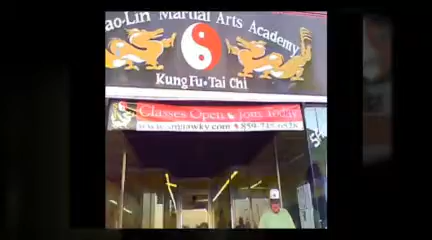 ao-Lin Martial Arts Academy
Kung Fu • Tai Chi
Classes Open Join Today